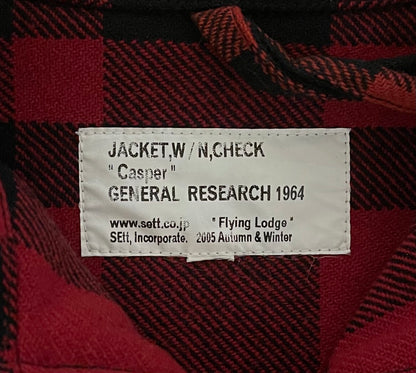 JACKET,W/N,CHECK
"Casper"
GENERAL RESEARCH 1964
www.sett.co.jp "Flying Lodge"
SEtt, Incorporate. 2005 Autumn & Winter